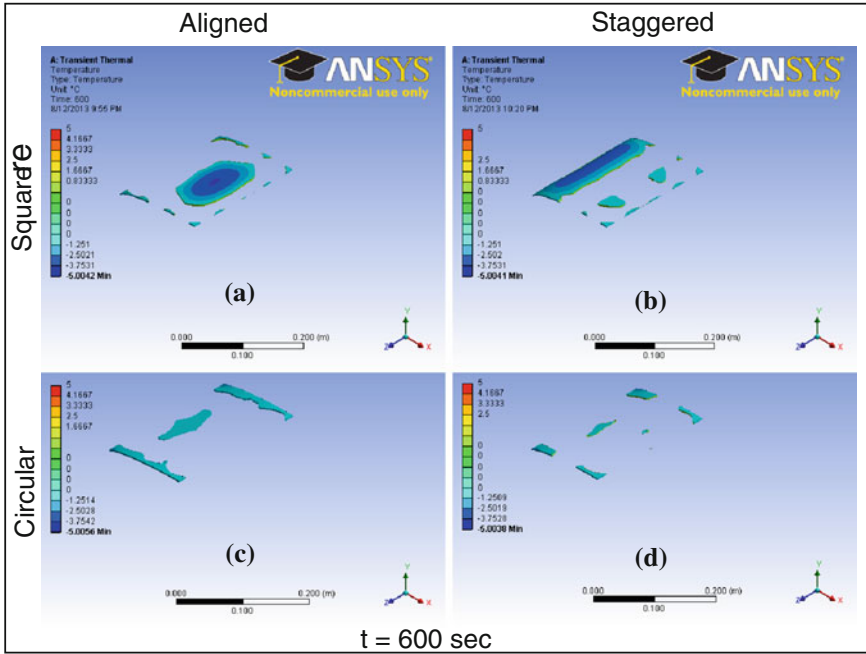 Aligned
Staggered
Square
Circular
A: Transient Thermal
Temperature
Type: Temperature
Unit: °C
Time: 600
8/12/2013 9:55 PM
ANSYS
Noncommercial use only
5
4.1667
3.3333
2.5
1.6667
0.83333
0
0
0
0
-1.251
-2.5021
-3.7531
-5.0042 Min
(a)
0.000
0.200 (m)
0.100
Y
Z
X
A: Transient Thermal
Temperature
Type: Temperature
Unit: °C
Time: 600
8/12/2013 10:20 PM
ANSYS
Noncommercial use only
5
4.1667
3.3333
2.5
1.6667
0.83333
0
0
0
0
-1.251
-2.502
-3.7531
-5.0041 Min
(b)
0.000
0.200 (m)
0.100
Y
Z
X
5
4.1667
3.3333
2.5
1.6667
0
0
0
0
-1.2514
-2.5028
-3.7542
-5.0056 Min
(c)
0.000
0.200 (m)
0.100
Y
Z
X
5
4.1667
3.3333
2.5
0
0
0
0
-1.2509
-2.5019
-3.7528
-5.0038 Min
(d)
0.000
0.200 (m)
0.100
Y
Z
X
t = 600 sec